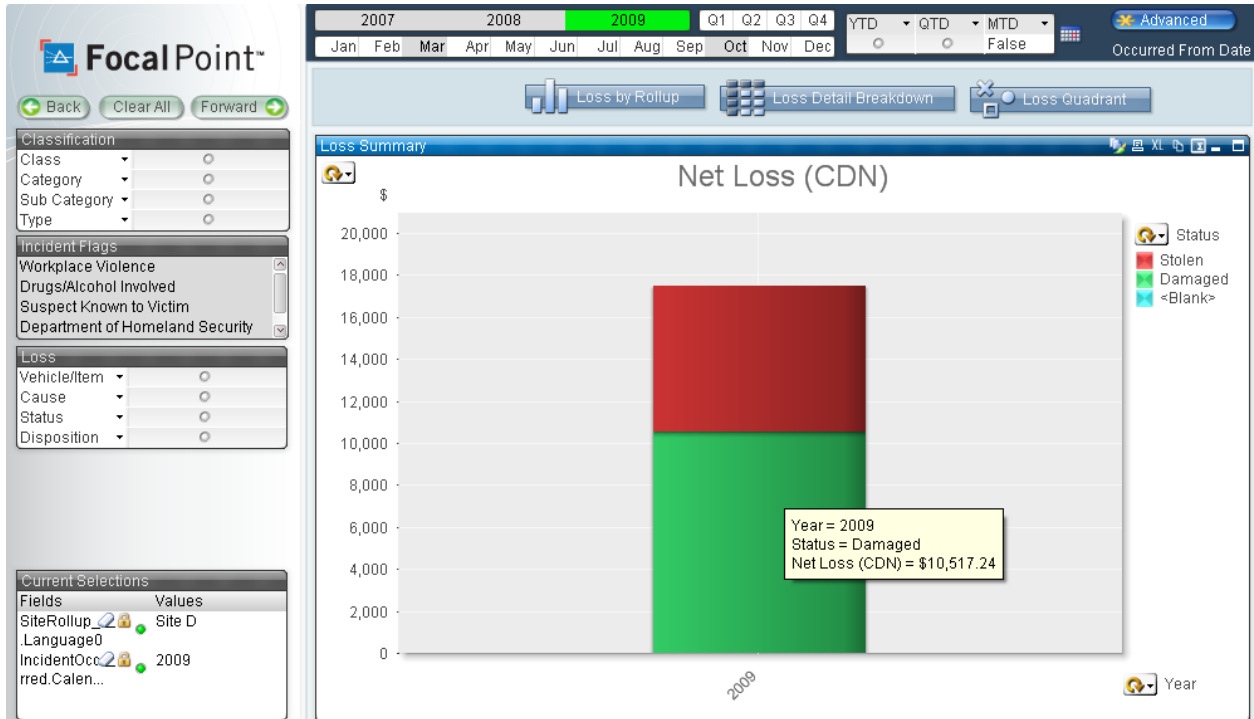 Focal Point™
Back Clear All Forward
2007 2008 2009 Q1 Q2 Q3 Q4 YTD QTD MTD Advanced
Jan Feb Mar Apr May Jun Jul Aug Sep Oct Nov Dec False Occurred From Date
Loss by Rollup Loss Detail Breakdown Loss Quadrant
Classification
Class
Category
Sub Category
Type
Incident Flags
Workplace Violence
Drugs/Alcohol Involved
Suspect Known to Victim
Department of Homeland Security
Loss
Vehicle/Item
Cause
Status
Disposition
Current Selections
Fields Values
SiteRollup_ Site D
.Language0
IncidentOcc 2009
rred.Calen...
Loss Summary XL
Net Loss (CDN)
$
20,000
18,000
16,000
14,000
12,000
10,000
8,000
6,000
4,000
2,000
0
Year = 2009
Status = Damaged
Net Loss (CDN) = $10,517.24
2009
Status
Stolen
Damaged
<Blank>
Year